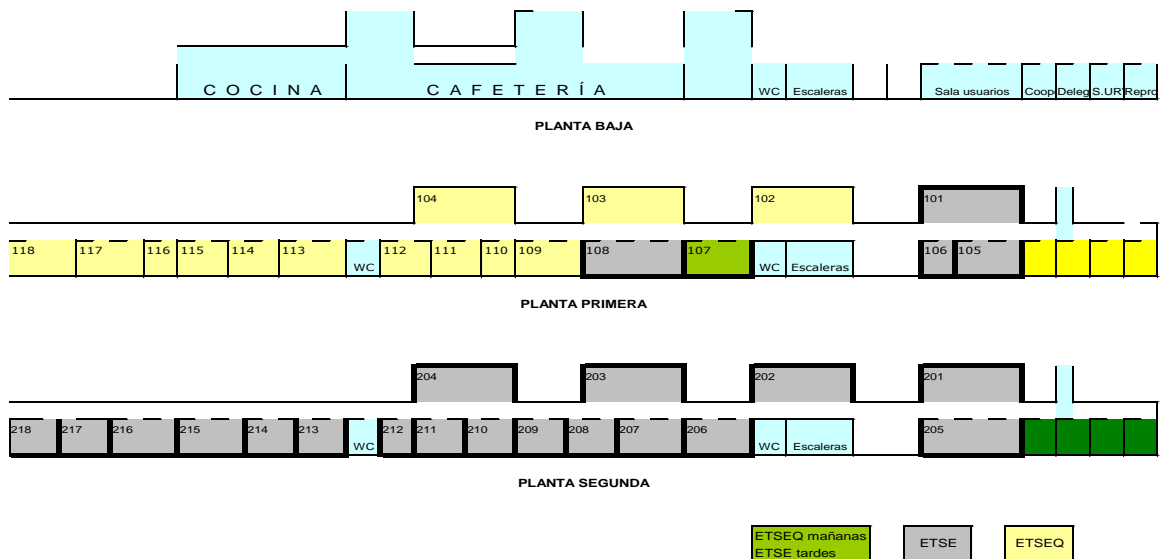 C O C I N A C A F E T E R Í A WC Escaleras Sala usuarios Coop Deleg S.UR Repro
PLANTA BAJA
104 103 102 101
118 117 116 115 114 113 WC 112 111 110 109 108 107 WC Escaleras 106 105
PLANTA PRIMERA
204 203 202 201
218 217 216 215 214 213 WC 212 211 210 209 208 207 206 WC Escaleras 205
PLANTA SEGUNDA
ETSEQ mañanas
ETSE tardes
ETSE
ETSEQ